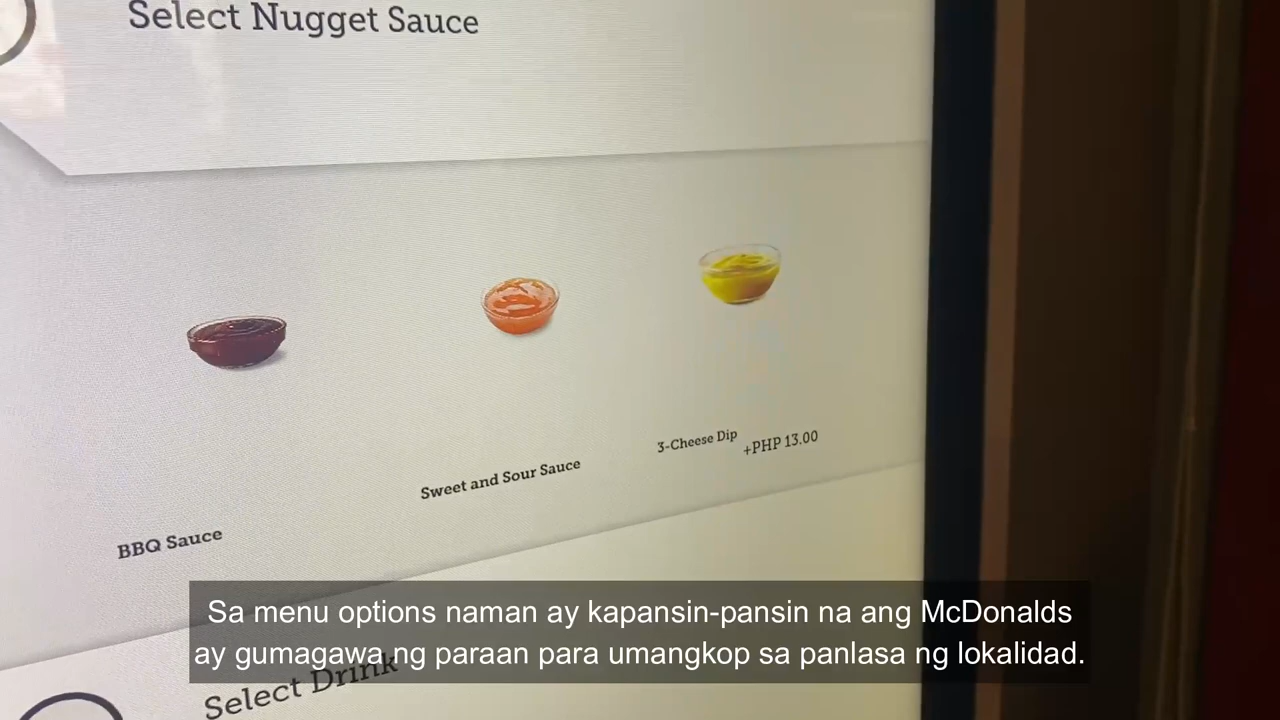 Select Nugget Sauce
3-Cheese Dip
+PHP 13.00
Sweet and Sour Sauce
BBQ Sauce
Sa menu options naman ay kapansin-pansin na ang McDonalds
ay gumagawa ng paraan para umangkop sa panlasa ng lokalidad.
Select Drink